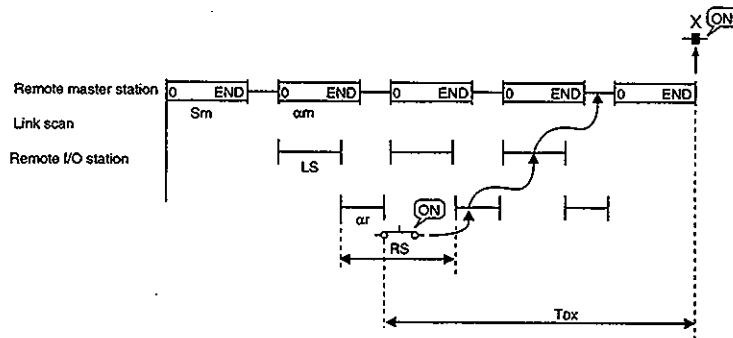 X ON
Remote master station 0 END 0 END 0 END 0 END 0 END
Sm αm
Link scan
Remote I/O station
LS
αr ON
RS
Tox